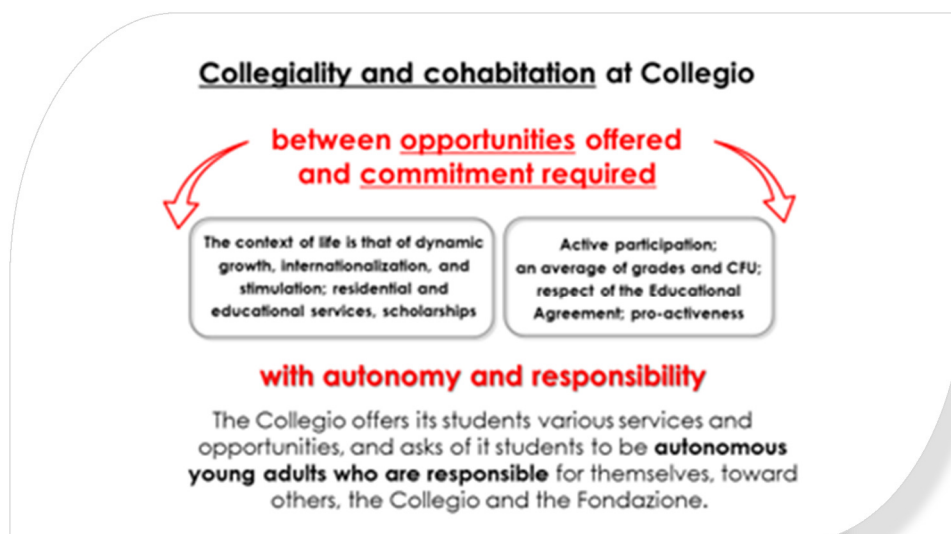 Collegiality and cohabitation at Collegio
between opportunities offered
and commitment required
The context of life is that of dynamic
growth, internationalization, and
stimulation; residential and
educational services, scholarships
Active participation;
an average of grades and CFU;
respect of the Educational
Agreement; pro-activeness
with autonomy and responsibility
The Collegio offers its students various services and
opportunities, and asks of it students to be autonomous
young adults who are responsible for themselves, toward
others, the Collegio and the Fondazione.